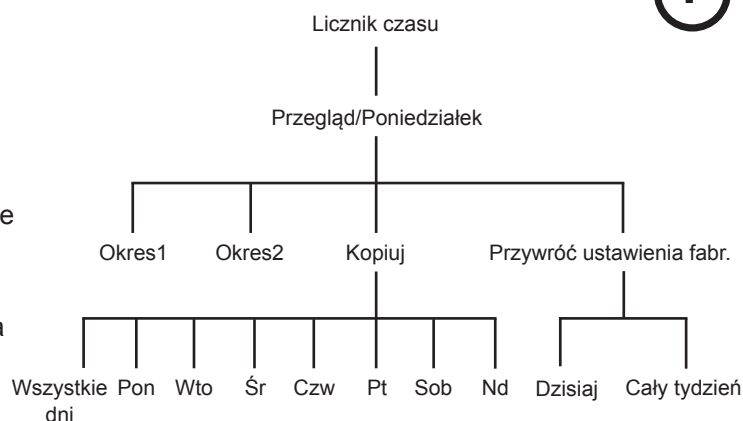 Licznik czasu
Przegląd/Poniedziałek
e
Okres1 Okres2 Kopiuj Przywróć ustawienia fabr.
a
Wszystkie Pon Wto Śr Czw Pt Sob Nd Dzisiaj Cały tydzień
dni